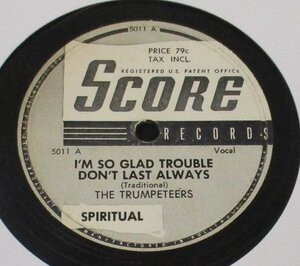 5011 A
PRICE 79c
TAX INCL.
REGISTERED U.S. PATENT OFFICE
SCORE
RECORDS
5011 A
Vocal
I'M SO GLAD TROUBLE
DON'T LAST ALWAYS
(Traditional)
THE TRUMPETEERS
SPIRITUAL